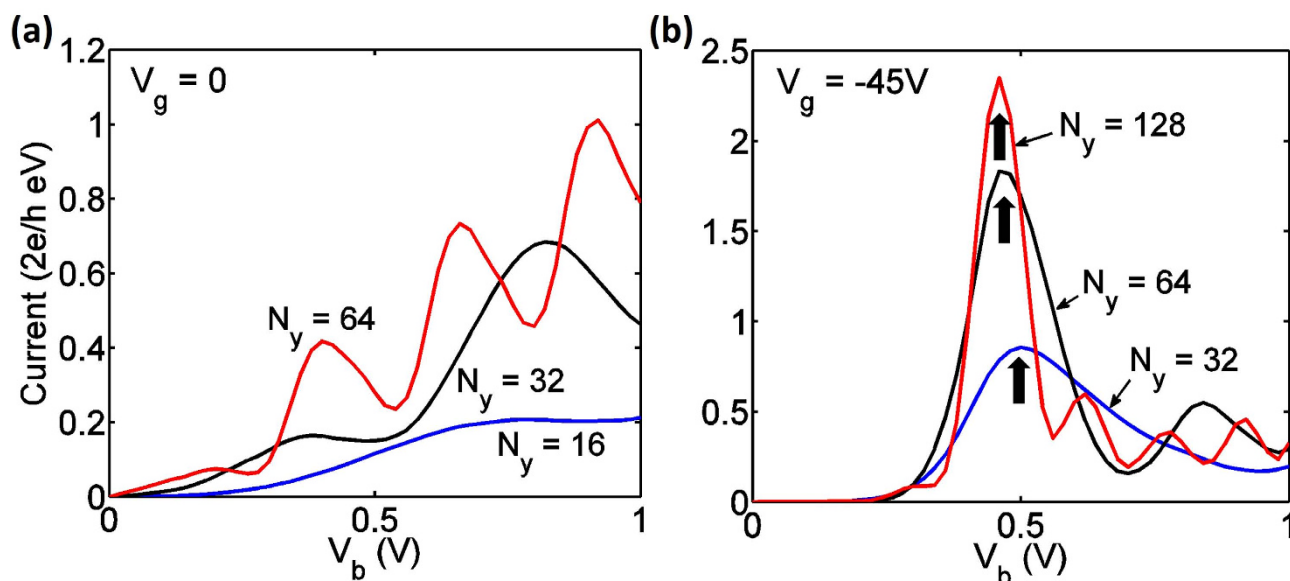 (a)
V_g = 0
Current (2e/h eV)
1.2
1
0.8
0.6
0.4
0.2
0
N_y = 64
N_y = 32
N_y = 16
0
0.5
1
V_b (V)
(b)
V_g = -45V
2.5
2
1.5
1
0.5
0
N_y = 128
N_y = 64
N_y = 32
0
0.5
1
V_b (V)